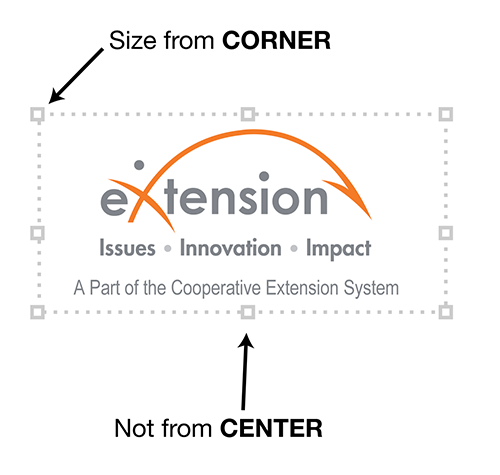 Size from CORNER
extension
Issues • Innovation • Impact
A Part of the Cooperative Extension System
Not from CENTER